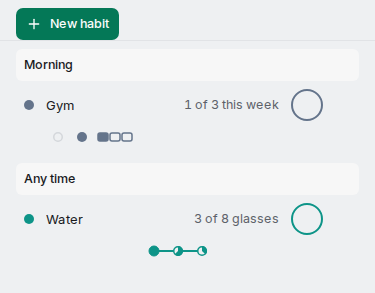 New habit
Morning
Gym
1 of 3 this week
Any time
Water
3 of 8 glasses